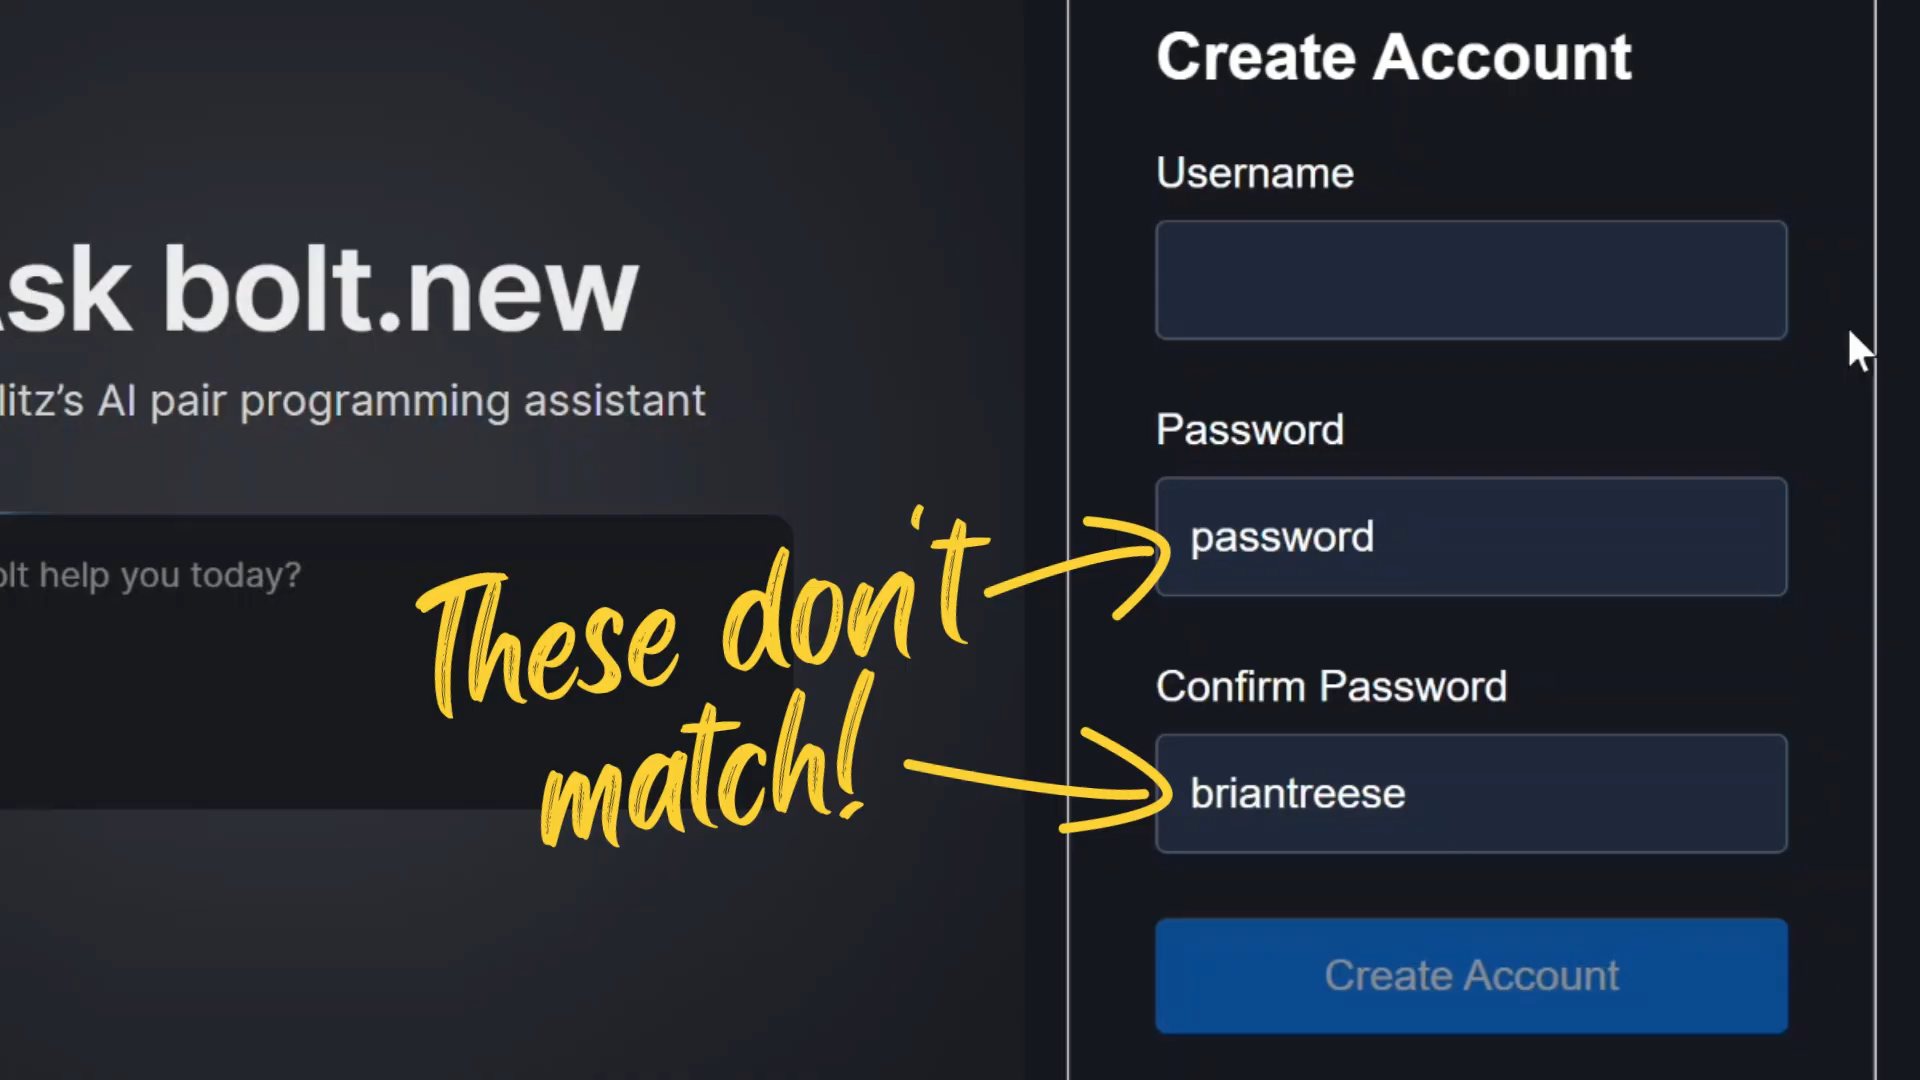 sk bolt.new
litz's AI pair programming assistant
olt help you today?
These don't
match!
Create Account
Username
Password
password
Confirm Password
briantreese
Create Account